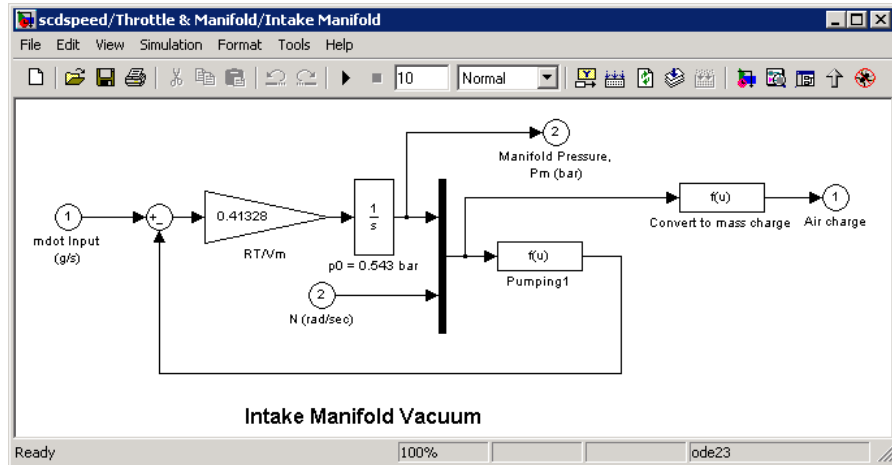 scdspeed/Throttle & Manifold/Intake Manifold
File Edit View Simulation Format Tools Help
10 Normal
2
Manifold Pressure,
Pm (bar)
1
mdot Input
(g/s)
+
-
0.41328
RT/Vm
1
s
p0 = 0.543 bar
2
N (rad/sec)
f(u)
Pumping1
f(u)
Convert to mass charge
1
Air charge
Intake Manifold Vacuum
Ready 100% ode23